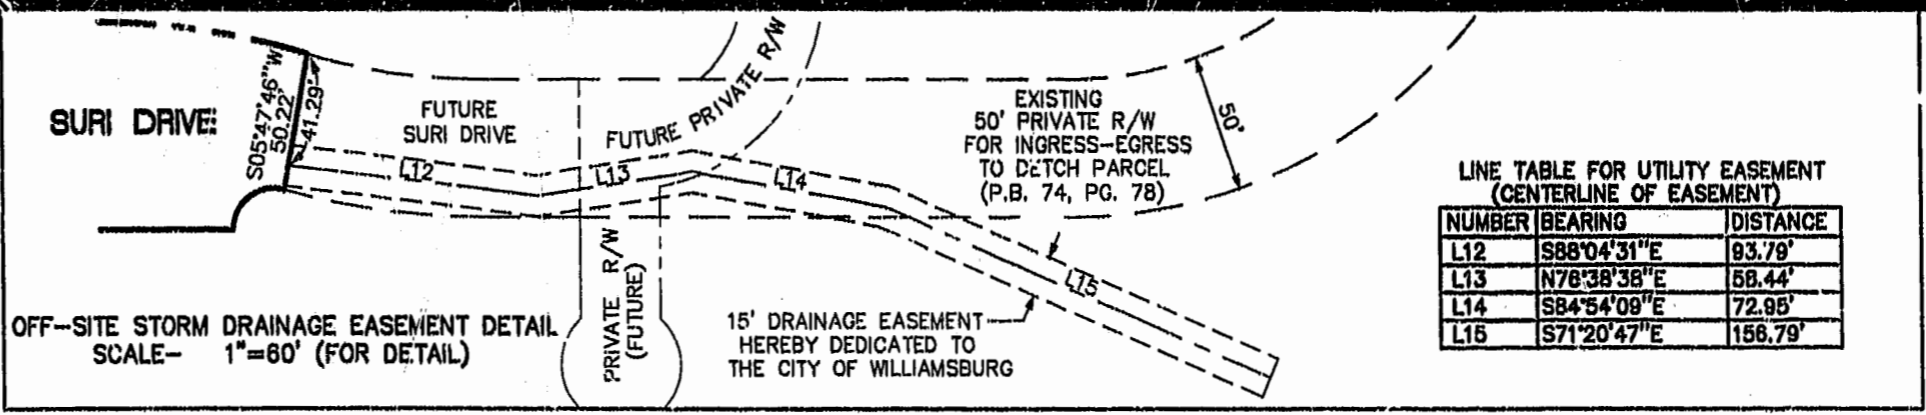 SURI DRIVE
S05°47'46"W
50.22'
41.29'
FUTURE
SURI DRIVE
FUTURE PRIVATE R/W
L12
L13
L14
L15
PRIVATE R/W
(FUTURE)
EXISTING
50' PRIVATE R/W
FOR INGRESS-EGRESS
TO DETCH PARCEL
(P.B. 74, PG. 78)
50'
15' DRAINAGE EASEMENT
HEREBY DEDICATED TO
THE CITY OF WILLIAMSBURG
OFF-SITE STORM DRAINAGE EASEMENT DETAIL
SCALE- 1"=60' (FOR DETAIL)
LINE TABLE FOR UTILITY EASEMENT
(CENTERLINE OF EASEMENT)
NUMBER BEARING DISTANCE
L12 S88°04'31"E 93.79'
L13 N76°38'38"E 58.44'
L14 S84°54'09"E 72.95'
L15 S71°20'47"E 156.79'